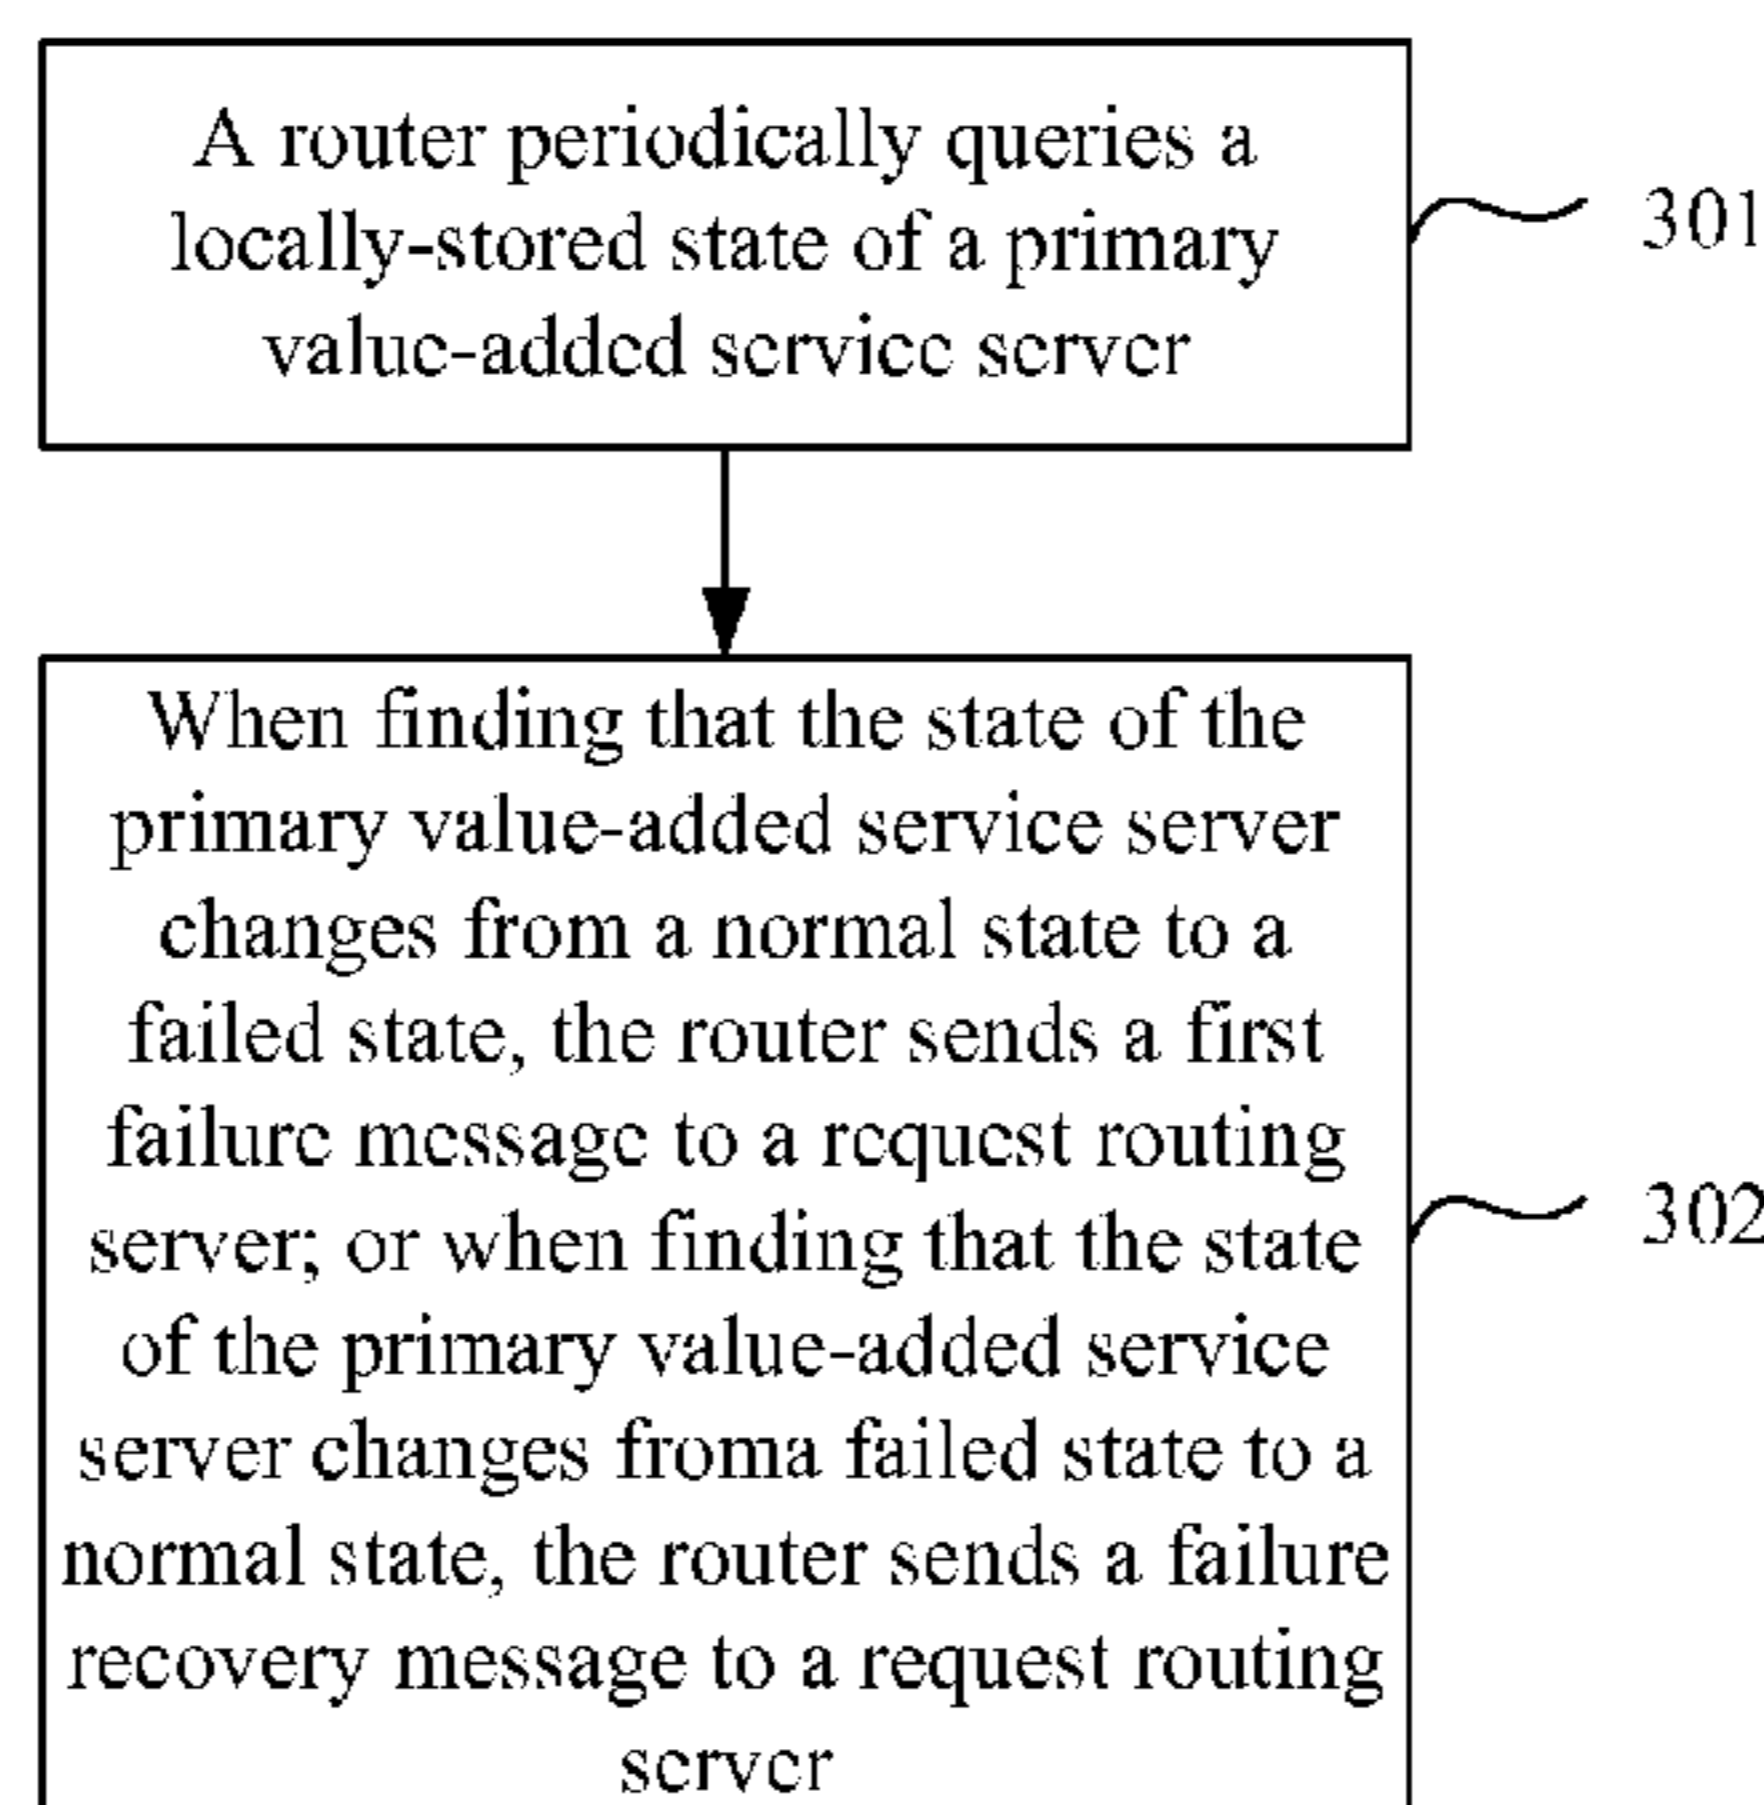 A router periodically queries a
locally-stored state of a primary
value-added service server
301
When finding that the state of the
primary value-added service server
changes from a normal state to a
failed state, the router sends a first
failure message to a request routing
server; or when finding that the state
of the primary value-added service
server changes froma failed state to a
normal state, the router sends a failure
recovery message to a request routing
server
302